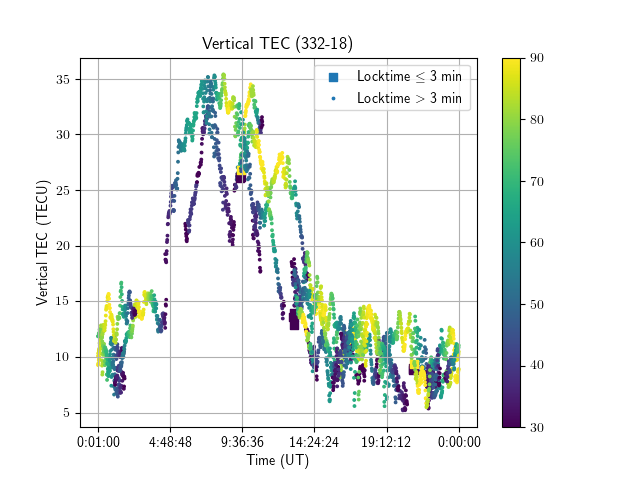 Vertical TEC (332-18)
Locktime ≤ 3 min
Locktime > 3 min
Vertical TEC (TECU)
35
30
25
20
15
10
5
0:01:00 4:48:48 9:36:36 14:24:24 19:12:12 0:00:00
Time (UT)
90
80
70
60
50
40
30